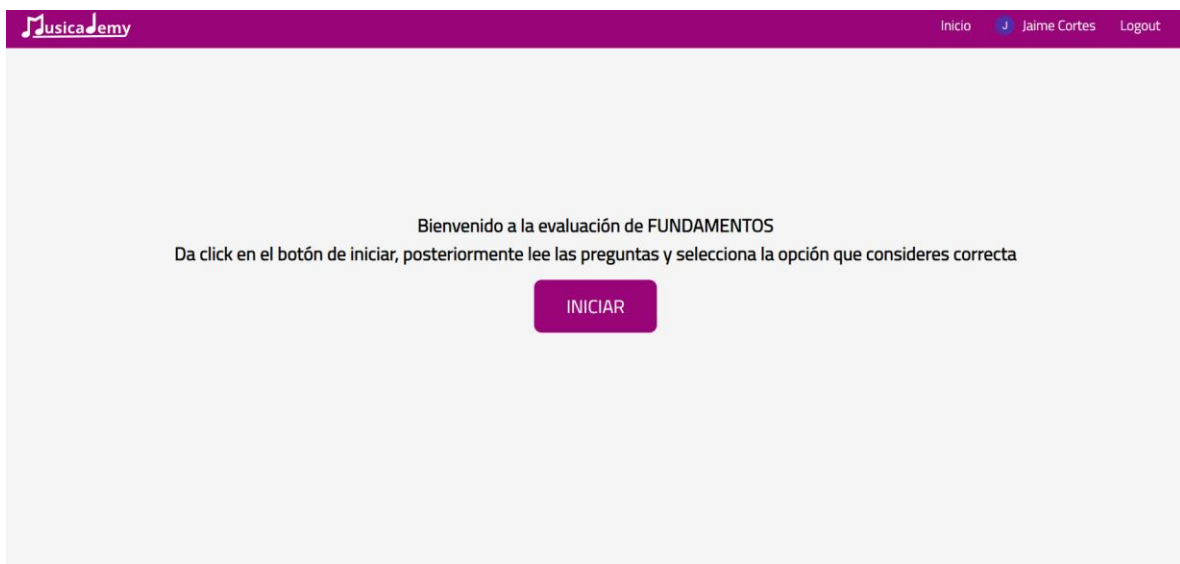 Musicademy
Inicio J Jaime Cortes Logout
Bienvenido a la evaluación de FUNDAMENTOS
Da click en el botón de iniciar, posteriormente lee las preguntas y selecciona la opción que consideres correcta
INICIAR